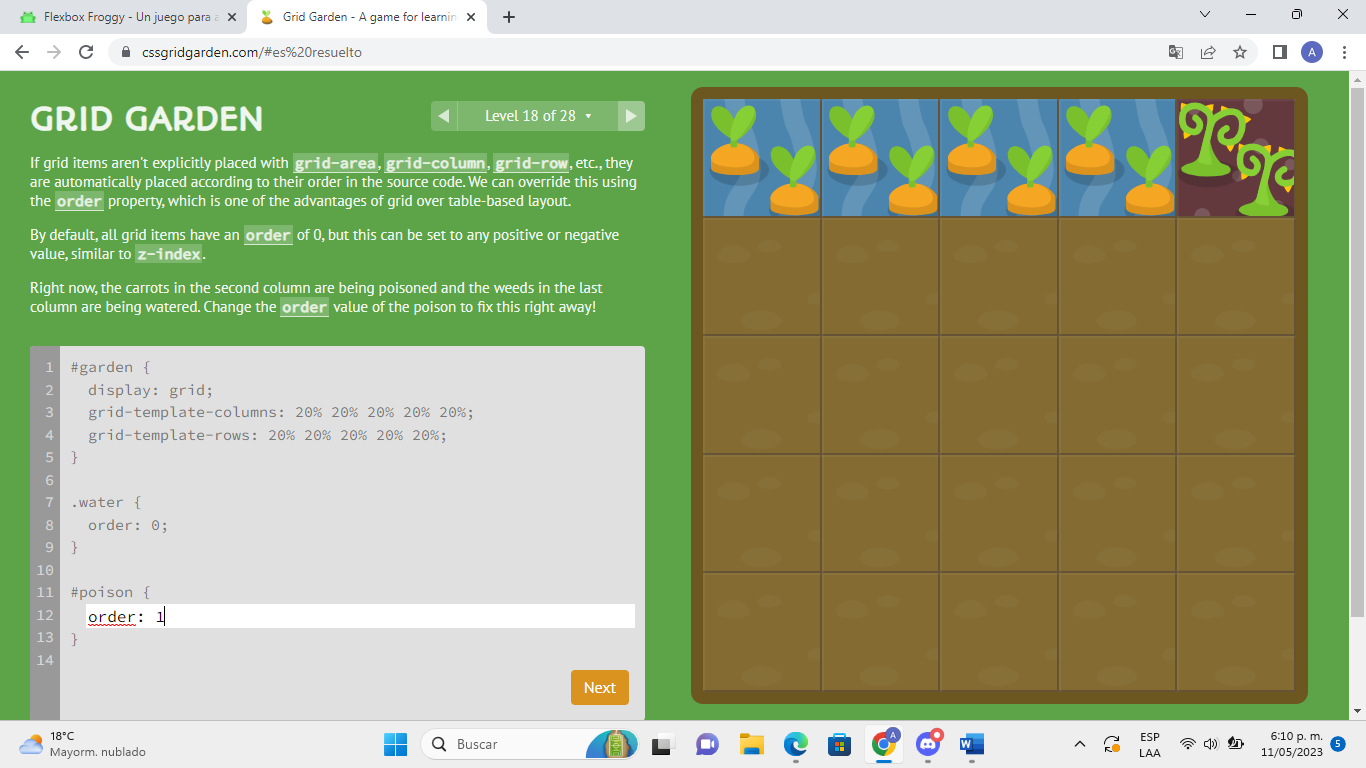 Flexbox Froggy - Un juego para a
Grid Garden - A game for learnin
cssgridgarden.com/#es%20resuelto
A
GRID GARDEN
Level 18 of 28
If grid items aren't explicitly placed with grid-area, grid-column, grid-row, etc., they
are automatically placed according to their order in the source code. We can override this using
the order property, which is one of the advantages of grid over table-based layout.
By default, all grid items have an order of 0, but this can be set to any positive or negative
value, similar to z-index.
Right now, the carrots in the second column are being poisoned and the weeds in the last
column are being watered. Change the order value of the poison to fix this right away!
1 #garden {
2 display: grid;
3 grid-template-columns: 20% 20% 20% 20% 20%;
4 grid-template-rows: 20% 20% 20% 20% 20%;
5 }
6
7 .water {
8 order: 0;
9 }
10
11 #poison {
12 order: 1
13 }
14
Next
18°C
Mayorm. nublado
Buscar
A
W
ESP
LAA
6:10 p. m.
11/05/2023
5